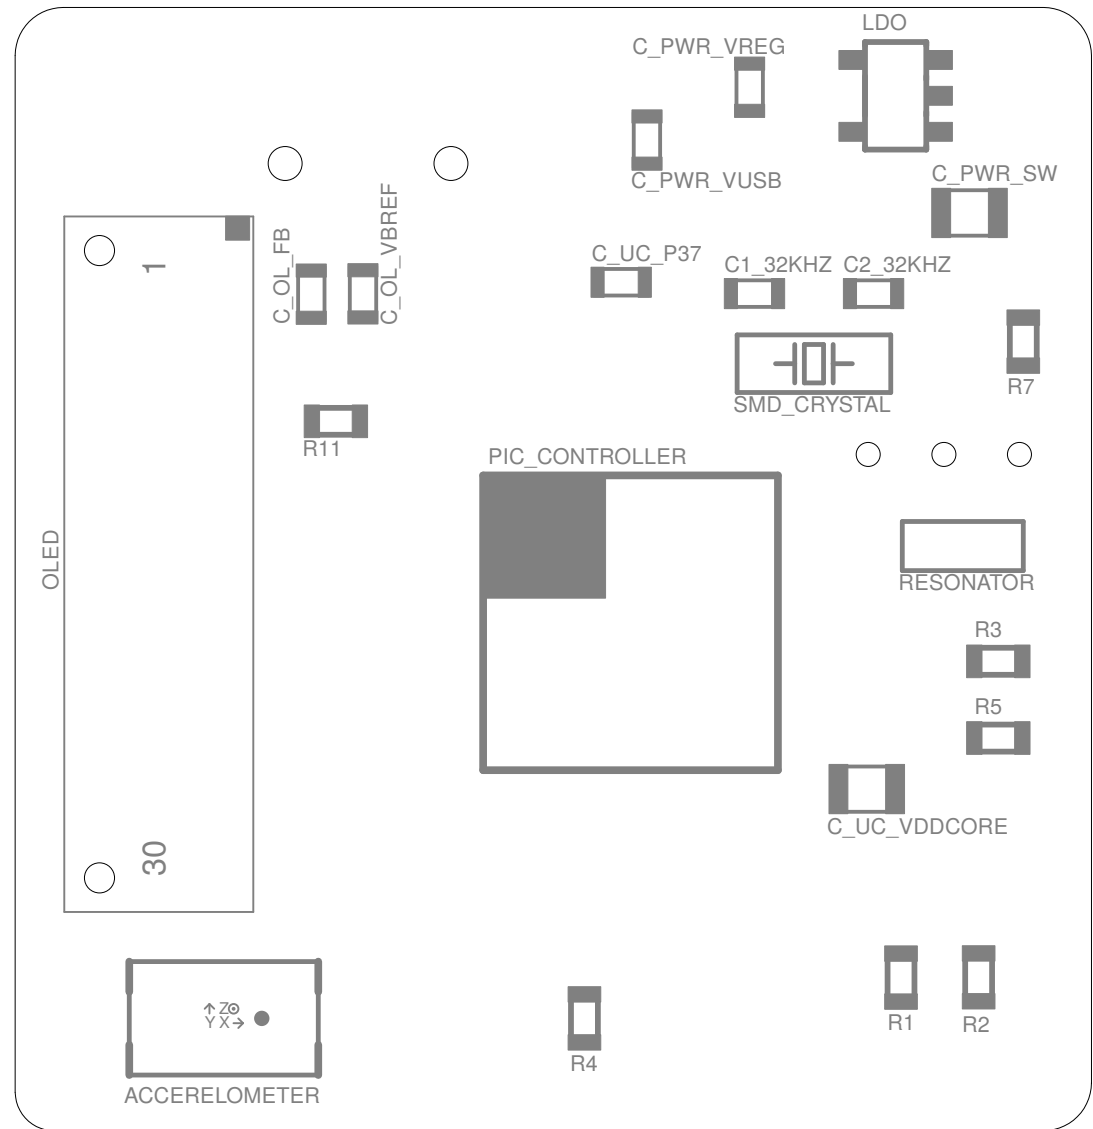 LDO
C_PWR_VREG
C_PWR_VUSB
C_PWR_SW
C_OL_FB
C_OL_VBREF
1
C_UC_P37
C1_32KHZ
C2_32KHZ
R7
SMD_CRYSTAL
R11
PIC_CONTROLLER
OLED
RESONATOR
R3
R5
C_UC_VDDCORE
30
Z
Y X
R1
R2
R4
ACCERELOMETER